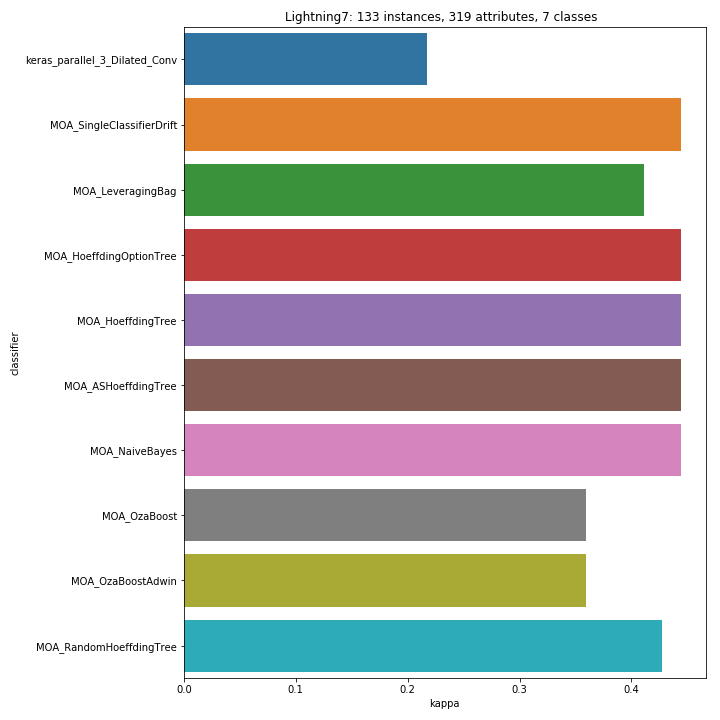 Lightning7: 133 instances, 319 attributes, 7 classes
keras_parallel_3_Dilated_Conv
MOA_SingleClassifierDrift
MOA_LeveragingBag
MOA_HoeffdingOptionTree
MOA_HoeffdingTree
MOA_ASHoeffdingTree
MOA_NaiveBayes
MOA_OzaBoost
MOA_OzaBoostAdwin
MOA_RandomHoeffdingTree
classifier
0.0 0.1 0.2 0.3 0.4
kappa